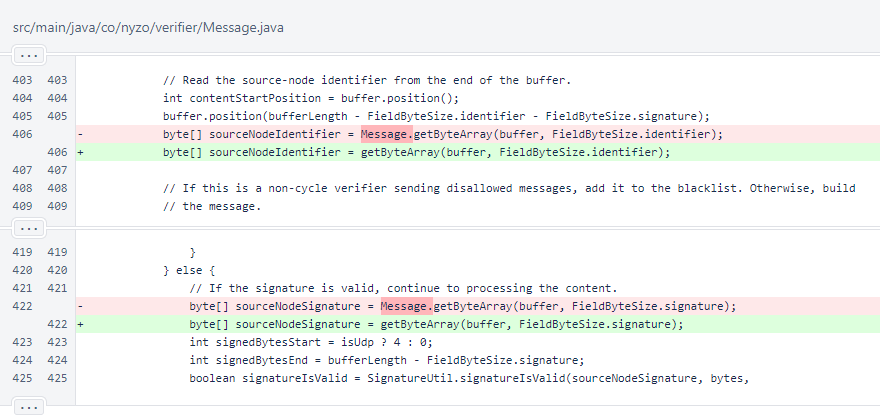 src/main/java/co/nyzo/verifier/Message.java
...
403 403 // Read the source-node identifier from the end of the buffer.
404 404 int contentStartPosition = buffer.position();
405 405 buffer.position(bufferLength - FieldByteSize.identifier - FieldByteSize.signature);
406 - byte[] sourceNodeIdentifier = Message.getByteArray(buffer, FieldByteSize.identifier);
406 + byte[] sourceNodeIdentifier = getByteArray(buffer, FieldByteSize.identifier);
407 407
408 408 // If this is a non-cycle verifier sending disallowed messages, add it to the blacklist. Otherwise, build
409 409 // the message.
...
419 419 }
420 420 } else {
421 421 // If the signature is valid, continue to processing the content.
422 - byte[] sourceNodeSignature = Message.getByteArray(buffer, FieldByteSize.signature);
422 + byte[] sourceNodeSignature = getByteArray(buffer, FieldByteSize.signature);
423 423 int signedBytesStart = isUdp ? 4 : 0;
424 424 int signedBytesEnd = bufferLength - FieldByteSize.signature;
425 425 boolean signatureIsValid = SignatureUtil.signatureIsValid(sourceNodeSignature, bytes,
...